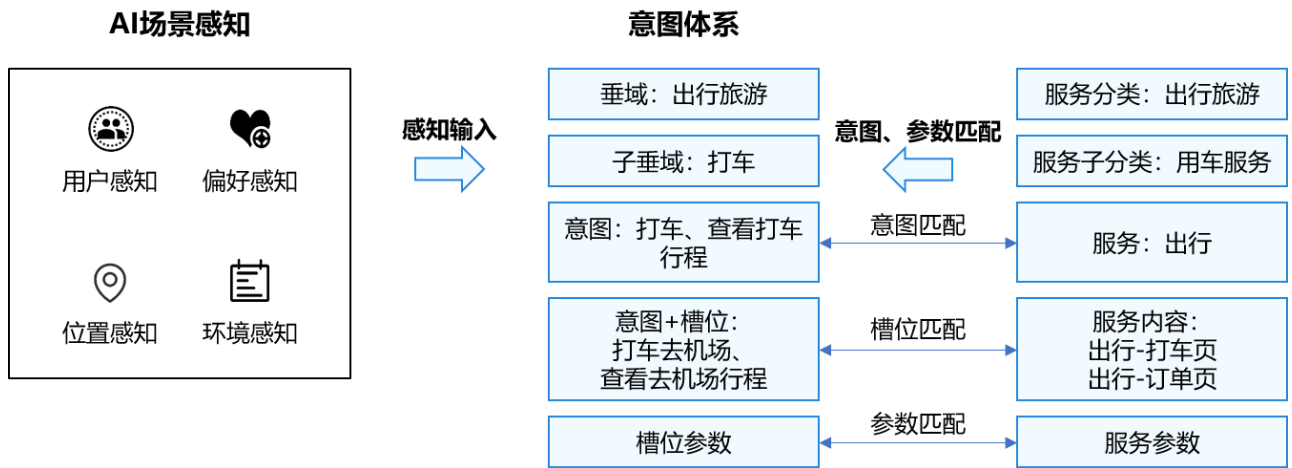 AI场景感知
意图体系
用户感知
偏好感知
位置感知
环境感知
感知输入
垂域：出行旅游
子垂域：打车
意图：打车、查看打车
行程
意图+槽位：
打车去机场、
查看去机场行程
槽位参数
意图、参数匹配
意图匹配
槽位匹配
参数匹配
服务分类：出行旅游
服务子分类：用车服务
服务：出行
服务内容：
出行-打车页
出行-订单页
服务参数